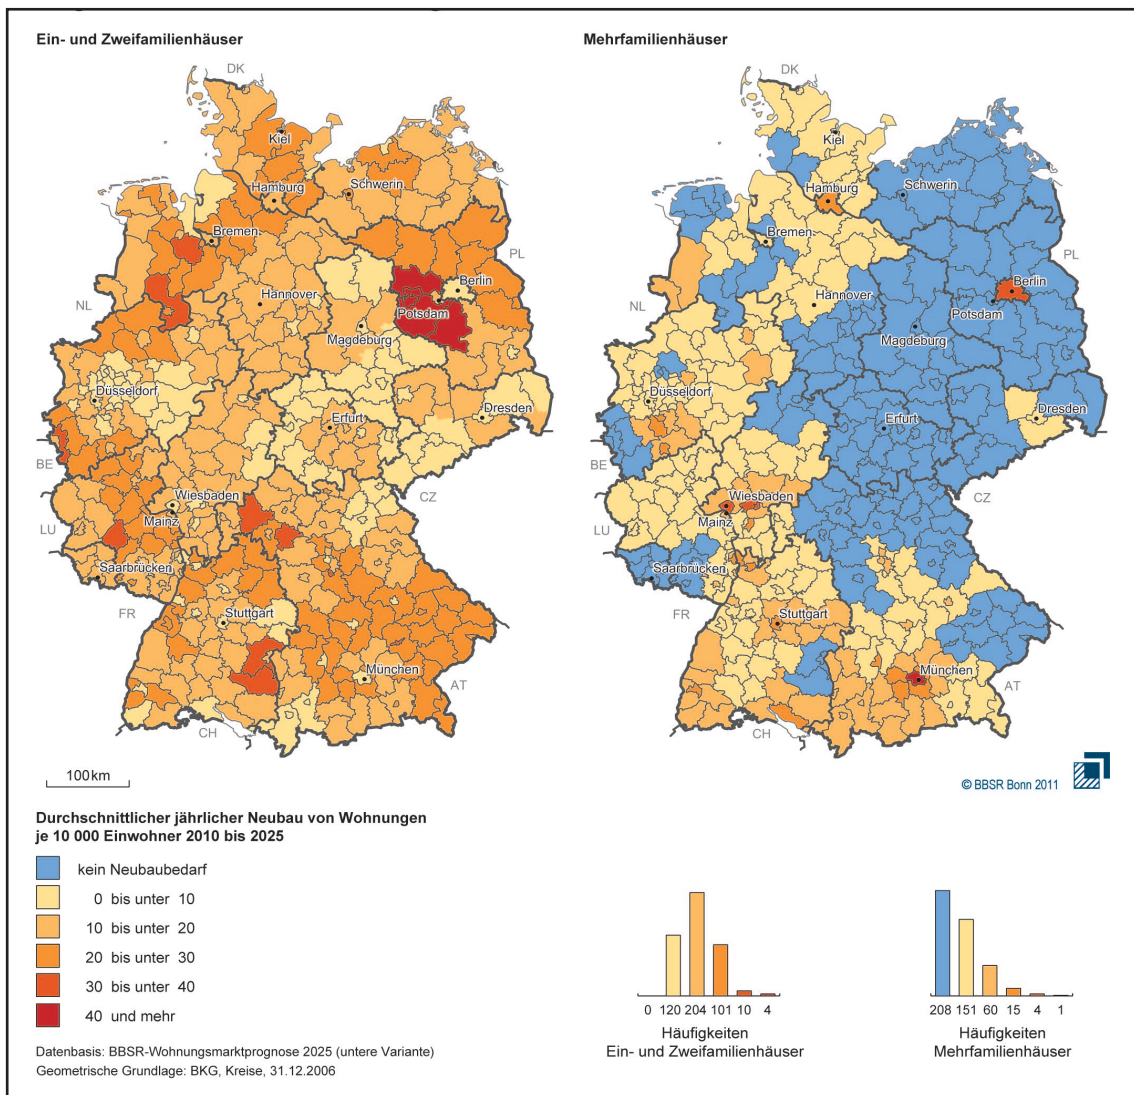 Ein- und Zweifamilienhäuser
DK
Kiel
Hamburg
Schwerin
Bremen
PL
Berlin
NL
Hannover
Potsdam
Magdeburg
Düsseldorf
Erfurt
Dresden
BE
CZ
Wiesbaden
LU
Mainz
Saarbrücken
FR
Stuttgart
München
AT
CH
100 km
Mehrfamilienhäuser
DK
Kiel
Schwerin
Hamburg
Bremen
PL
Berlin
NL
Hannover
Potsdam
Magdeburg
Düsseldorf
Dresden
Erfurt
BE
CZ
Wiesbaden
LU
Mainz
Saarbrücken
FR
Stuttgart
München
AT
CH
© BBSR Bonn 2011
Durchschnittlicher jährlicher Neubau von Wohnungen
je 10 000 Einwohner 2010 bis 2025
kein Neubaubedarf
0 bis unter 10
10 bis unter 20
20 bis unter 30
30 bis unter 40
40 und mehr
0 120 204 101 10 4
Häufigkeiten
Ein- und Zweifamilienhäuser
208 151 60 15 4 1
Häufigkeiten
Mehrfamilienhäuser
Datenbasis: BBSR-Wohnungsmarktprognose 2025 (untere Variante)
Geometrische Grundlage: BKG, Kreise, 31.12.2006